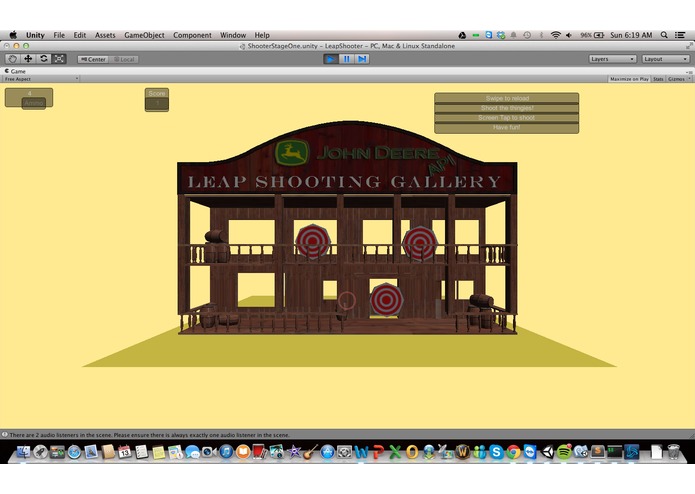 Unity File Edit Assets GameObject Component Window Help 96% Sun 6:19 AM
ShooterStageOne.unity - LeapShooter - PC, Mac & Linux Standalone
Center Local Layers Layout
Game
Free Aspect Maximize on Play Stats Gizmos
4
Ammo
Score
1
Swipe to reload
Shoot the thingies!
Screen Tap to shoot
Have fun!
JOHN DEERE
API
LEAP SHOOTING GALLERY
There are 2 audio listeners in the scene. Please ensure there is always exactly one audio listener in the scene.